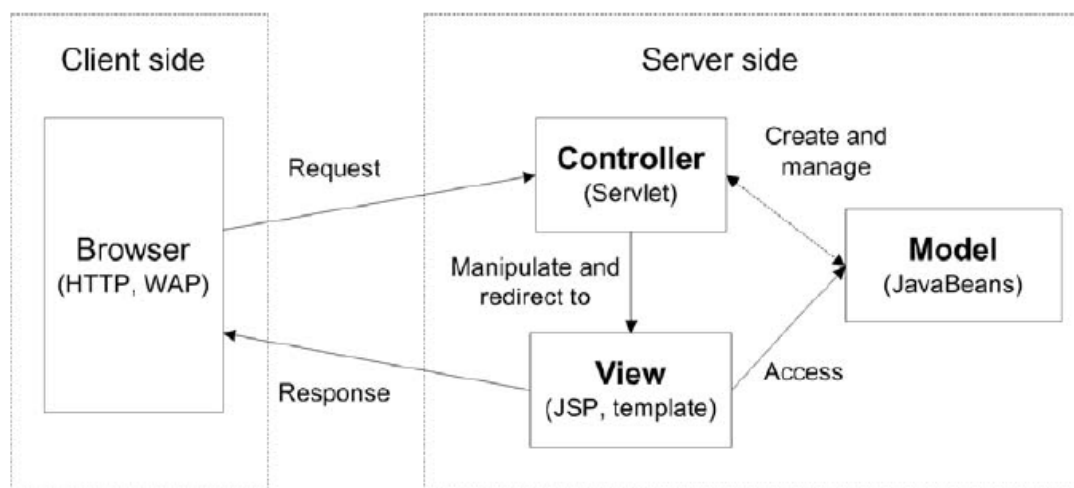 Client side
Server side
Browser
(HTTP, WAP)
Request
Controller
(Servlet)
Create and
manage
Manipulate and
redirect to
Model
(JavaBeans)
View
(JSP, template)
Access
Response